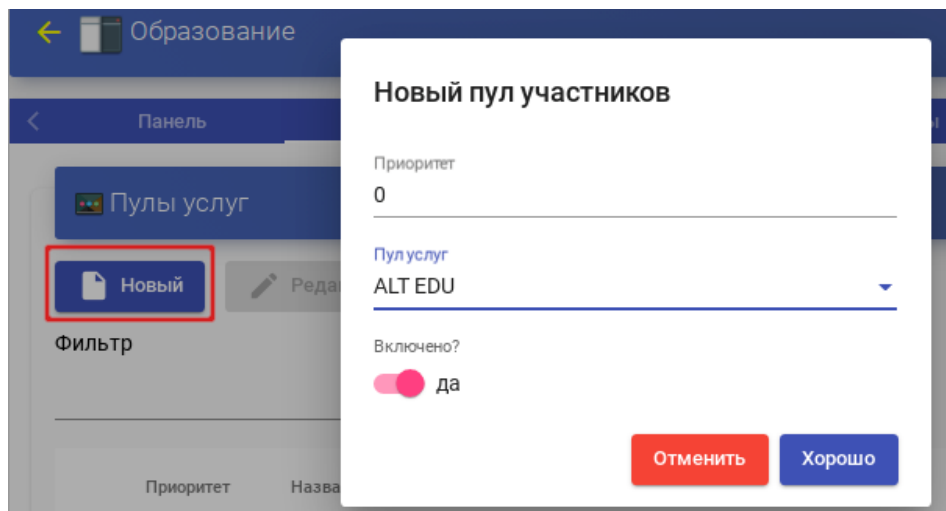 Образование
Панель
Пулы услуг
Новый
Фильтр
Приоритет
Новый пул участников
Приоритет
0
Пул услуг
ALT EDU
Включено?
да
Отменить
Хорошо